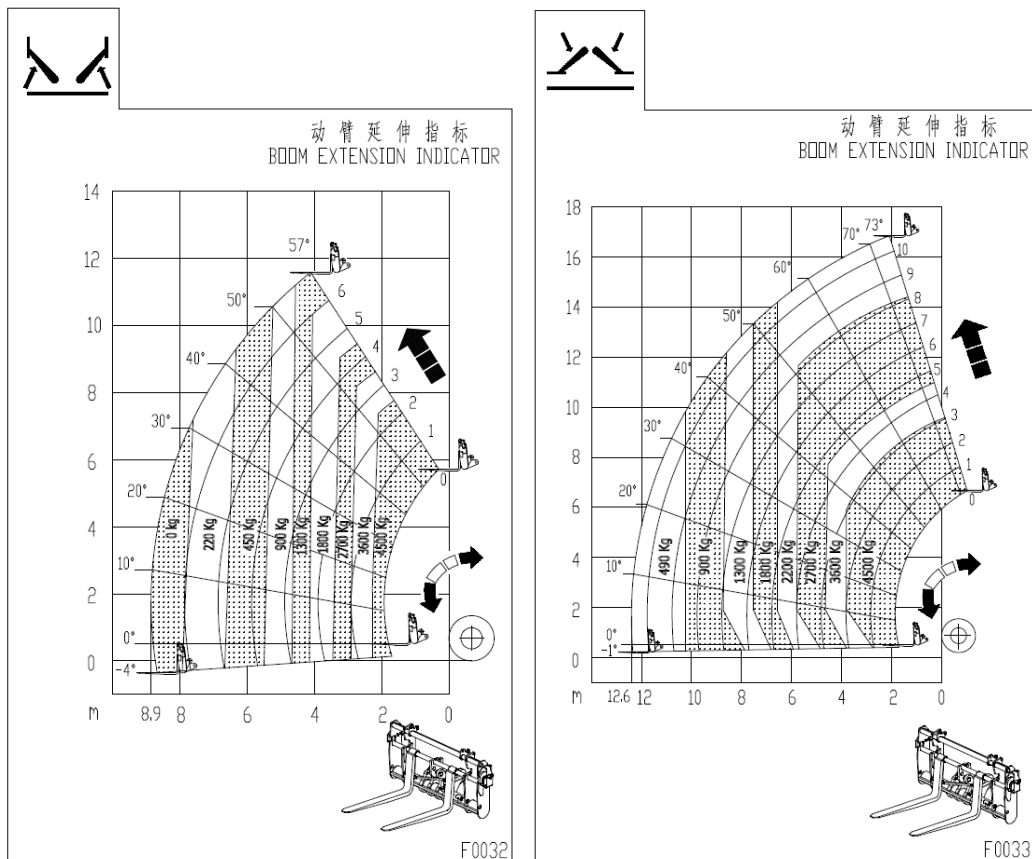 动臂延伸指标
BOOM EXTENSION INDICATOR
14
12
10
8
6
4
2
0
57°
50°
40°
30°
20°
10°
0°
-4°
6
5
4
3
2
1
0
0 kg
220 Kg
450 Kg
900 Kg
1300 Kg
1800 Kg
2700 Kg
3600 Kg
4500 Kg
m 8.9 8 6 4 2 0
F0032
动臂延伸指标
BOOM EXTENSION INDICATOR
18
16
14
12
10
8
6
4
2
0
73°
70°
60°
50°
40°
30°
20°
10°
0°
-1°
10
9
8
7
6
5
4
3
2
1
0
490 Kg
900 Kg
1300 Kg
1800 Kg
2200 Kg
2700 Kg
3600 Kg
4500 Kg
m 12.6 12 10 8 6 4 2 0
F0033